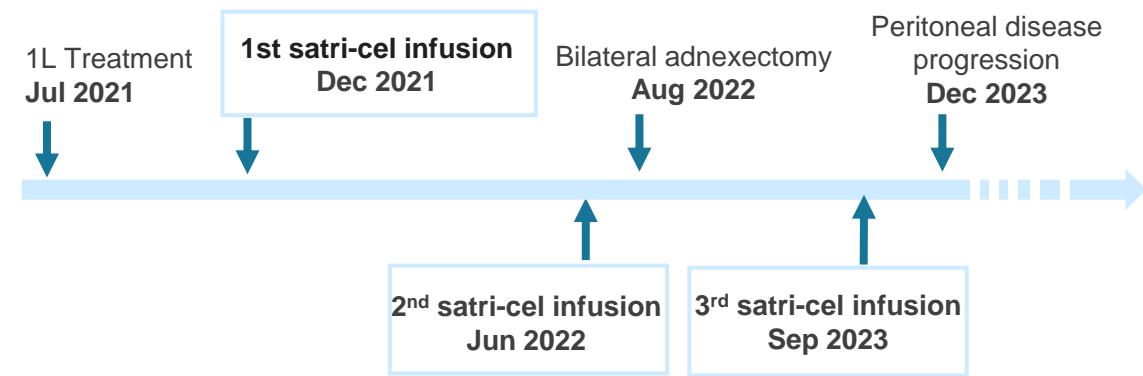 1L Treatment
Jul 2021
1st satri-cel infusion
Dec 2021
Bilateral adnexectomy
Aug 2022
Peritoneal disease
progression
Dec 2023
2nd satri-cel infusion
Jun 2022
3rd satri-cel infusion
Sep 2023